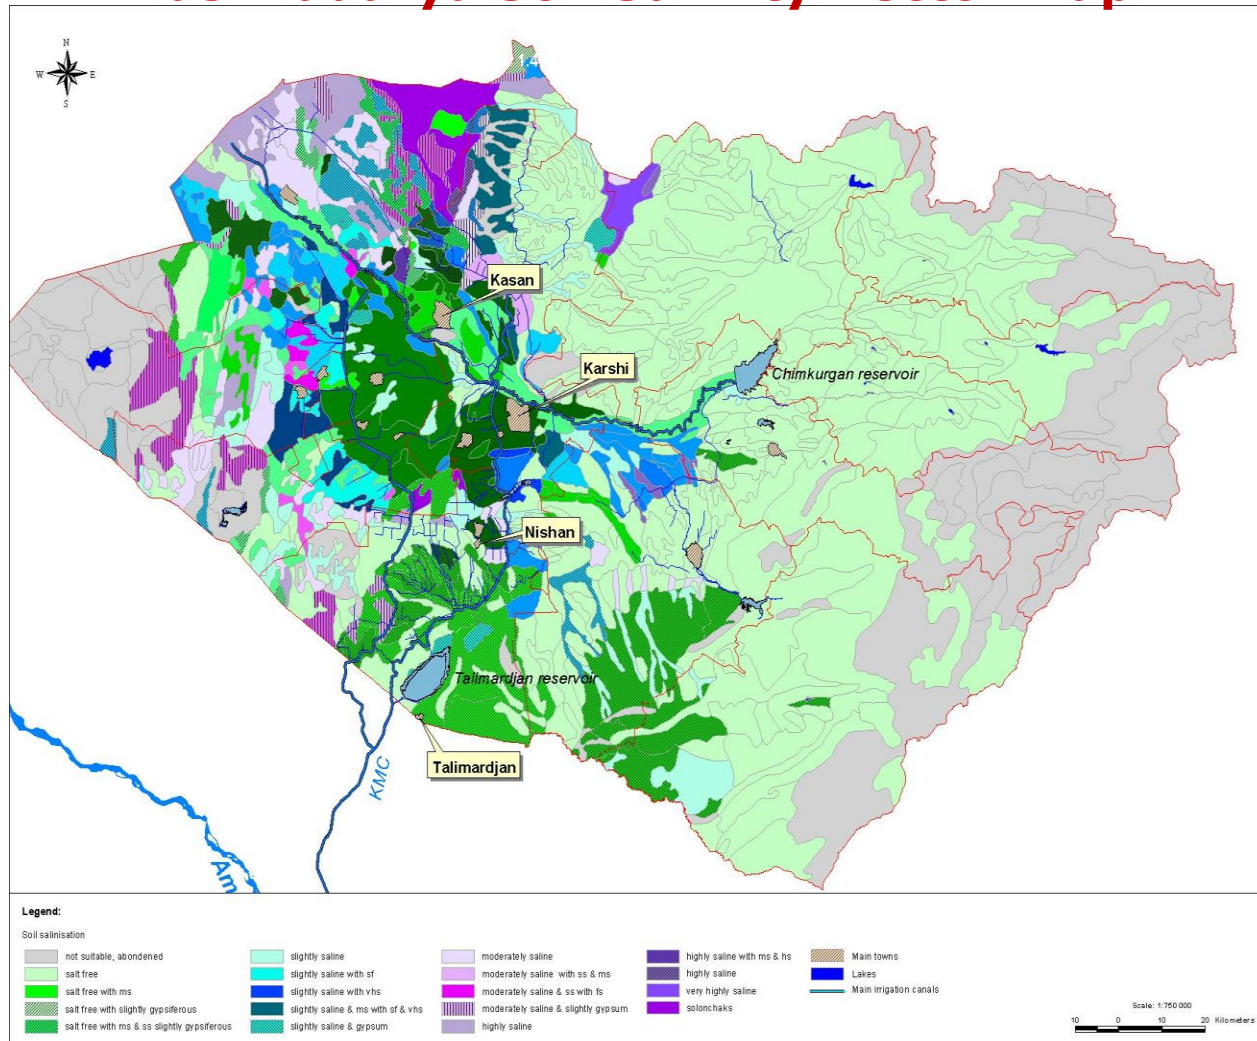 1.4
N
W E
S
Kasan
Karshi
Chimkurgan reservoir
Nishan
Talimardjan reservoir
Talimardjan
KMC
Am
Legend:
Soil salinisation
not suitable, abondened
salt free
salt free with ms
salt free with slightly gypsiferous
salt free with ms & ss slightly gypsiferous
slightly saline
slightly saline with sf
slightly saline with vhs
slightly saline & ms with sf & vhs
slightly saline & gypsum
moderately saline
moderately saline with ss & ms
moderately saline & ss with fs
moderately saline & slightly gypsum
highly saline
highly saline with ms & hs
highly saline
very highly saline
solonchaks
Main towns
Lakes
Main irrigation canals
Scale: 1:750 000
10 0 10 20 Kilometers